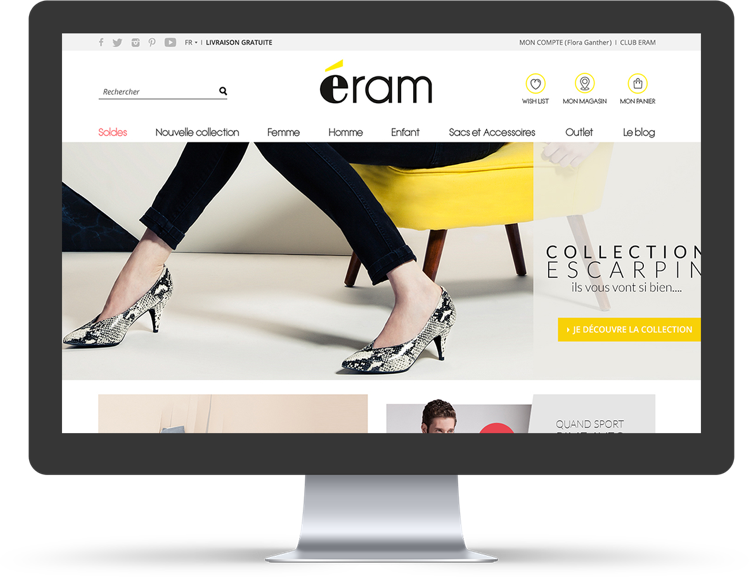 FR | LIVRAISON GRATUITE
MON COMPTE (Flora Ganther) | CLUB ERAM
Rechercher
éram
WISH LIST
MON MAGASIN
MON PANIER
Soldes
Nouvelle collection
Femme
Homme
Enfant
Sacs et Accessoires
Outlet
Le blog
COLLECTION
ESCARPIN
ils vous vont si bien....
JE DÉCOUVRE LA COLLECTION
QUAND SPORT